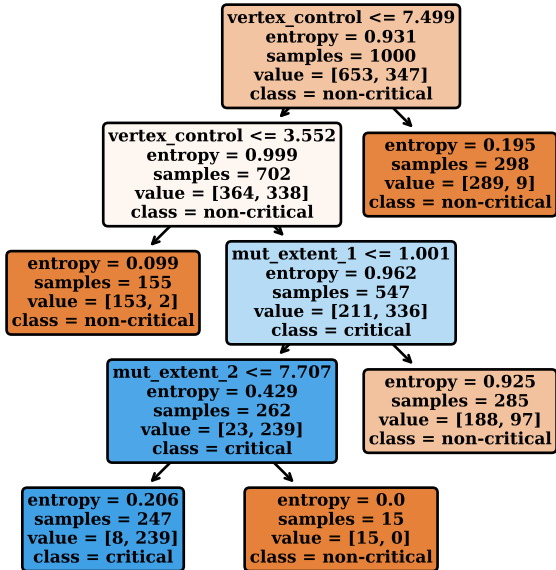 vertex_control <= 7.499
entropy = 0.931
samples = 1000
value = [653, 347]
class = non-critical
vertex_control <= 3.552
entropy = 0.999
samples = 702
value = [364, 338]
class = non-critical
entropy = 0.195
samples = 298
value = [289, 9]
class = non-critical
entropy = 0.099
samples = 155
value = [153, 2]
class = non-critical
mut_extent_1 <= 1.001
entropy = 0.962
samples = 547
value = [211, 336]
class = critical
mut_extent_2 <= 7.707
entropy = 0.429
samples = 262
value = [23, 239]
class = critical
entropy = 0.925
samples = 285
value = [188, 97]
class = non-critical
entropy = 0.206
samples = 247
value = [8, 239]
class = critical
entropy = 0.0
samples = 15
value = [15, 0]
class = non-critical